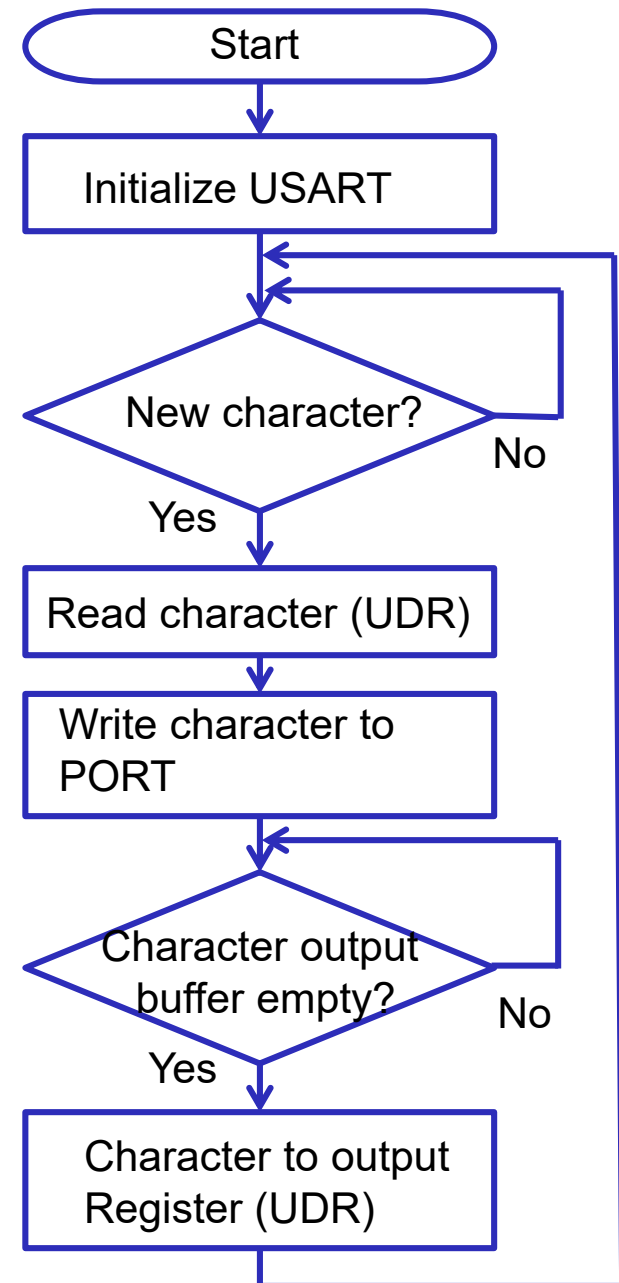 Start
Initialize USART
New character?
No
Yes
Read character (UDR)
Write character to
PORT
Character output
buffer empty?
No
Yes
Character to output
Register (UDR)